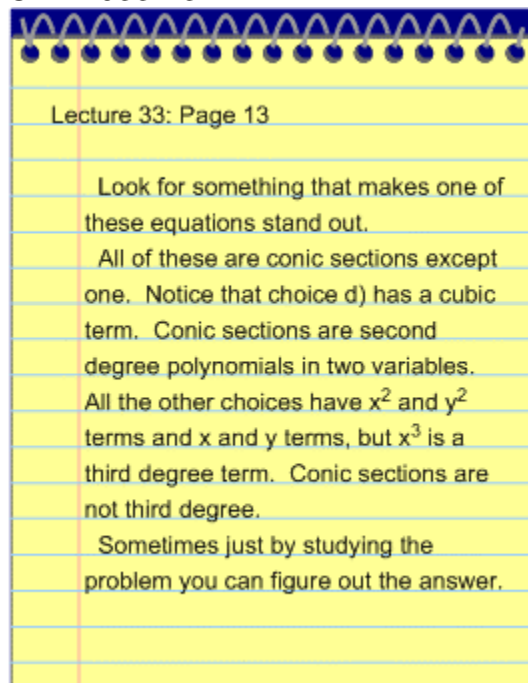 Lecture 33: Page 13
Look for something that makes one of
these equations stand out.
All of these are conic sections except
one. Notice that choice d) has a cubic
term. Conic sections are second
degree polynomials in two variables.
All the other choices have x² and y²
terms and x and y terms, but x³ is a
third degree term. Conic sections are
not third degree.
Sometimes just by studying the
problem you can figure out the answer.